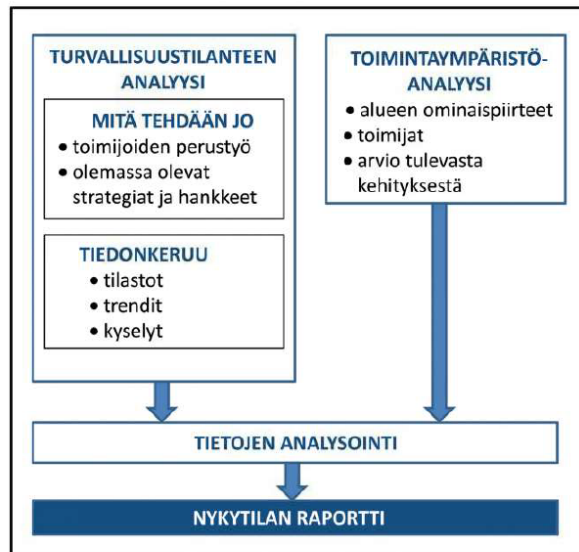 TURVALLISUUSTILANTEEN
ANALYYSI
MITÄ TEHDÄÄN JO
• toimijoiden perustyö
• olemassa olevat
strategiat ja hankkeet
TIEDONKERUU
• tilastot
• trendit
• kyselyt
TOIMINTAYMPÄRISTÖ-
ANALYYSI
• alueen ominaispiirteet
• toimijat
• arvio tulevasta
kehityksestä
TIETOJEN ANALYSOINTI
NYKYTILAN RAPORTTI